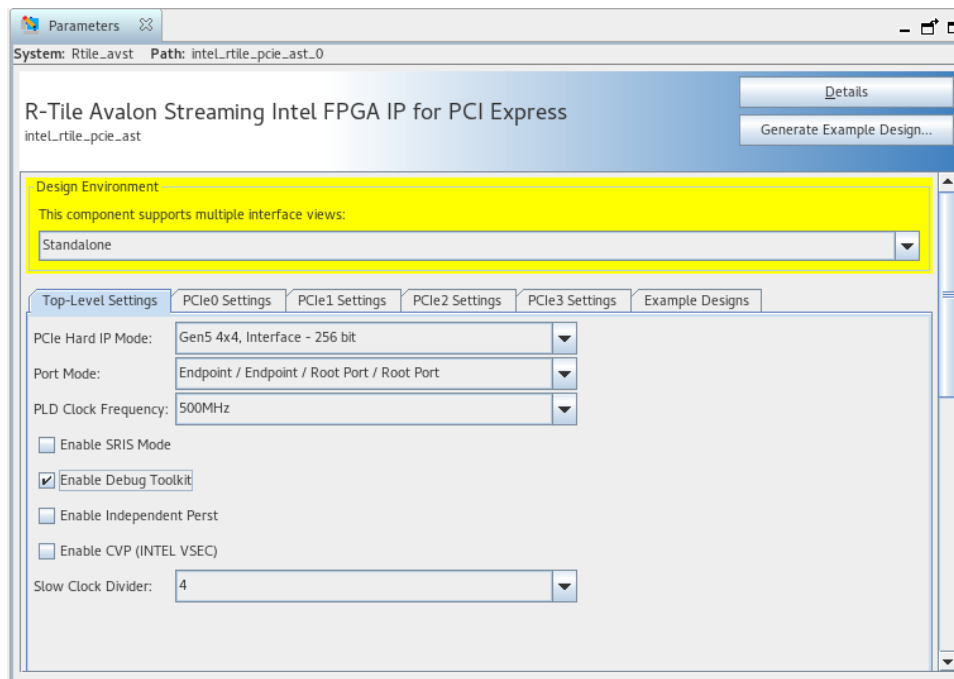 Parameters
System: Rtile_avst Path: intel_rtile_pcie_ast_0
R-Tile Avalon Streaming Intel FPGA IP for PCI Express
intel_rtile_pcie_ast
Details
Generate Example Design...
Design Environment
This component supports multiple interface views:
Standalone
Top-Level Settings PCIe0 Settings PCIe1 Settings PCIe2 Settings PCIe3 Settings Example Designs
PCIe Hard IP Mode: Gen5 4x4, Interface - 256 bit
Port Mode: Endpoint / Endpoint / Root Port / Root Port
PLD Clock Frequency: 500MHz
Enable SRIS Mode
Enable Debug Toolkit
Enable Independent Perst
Enable CVP (INTEL VSEC)
Slow Clock Divider: 4